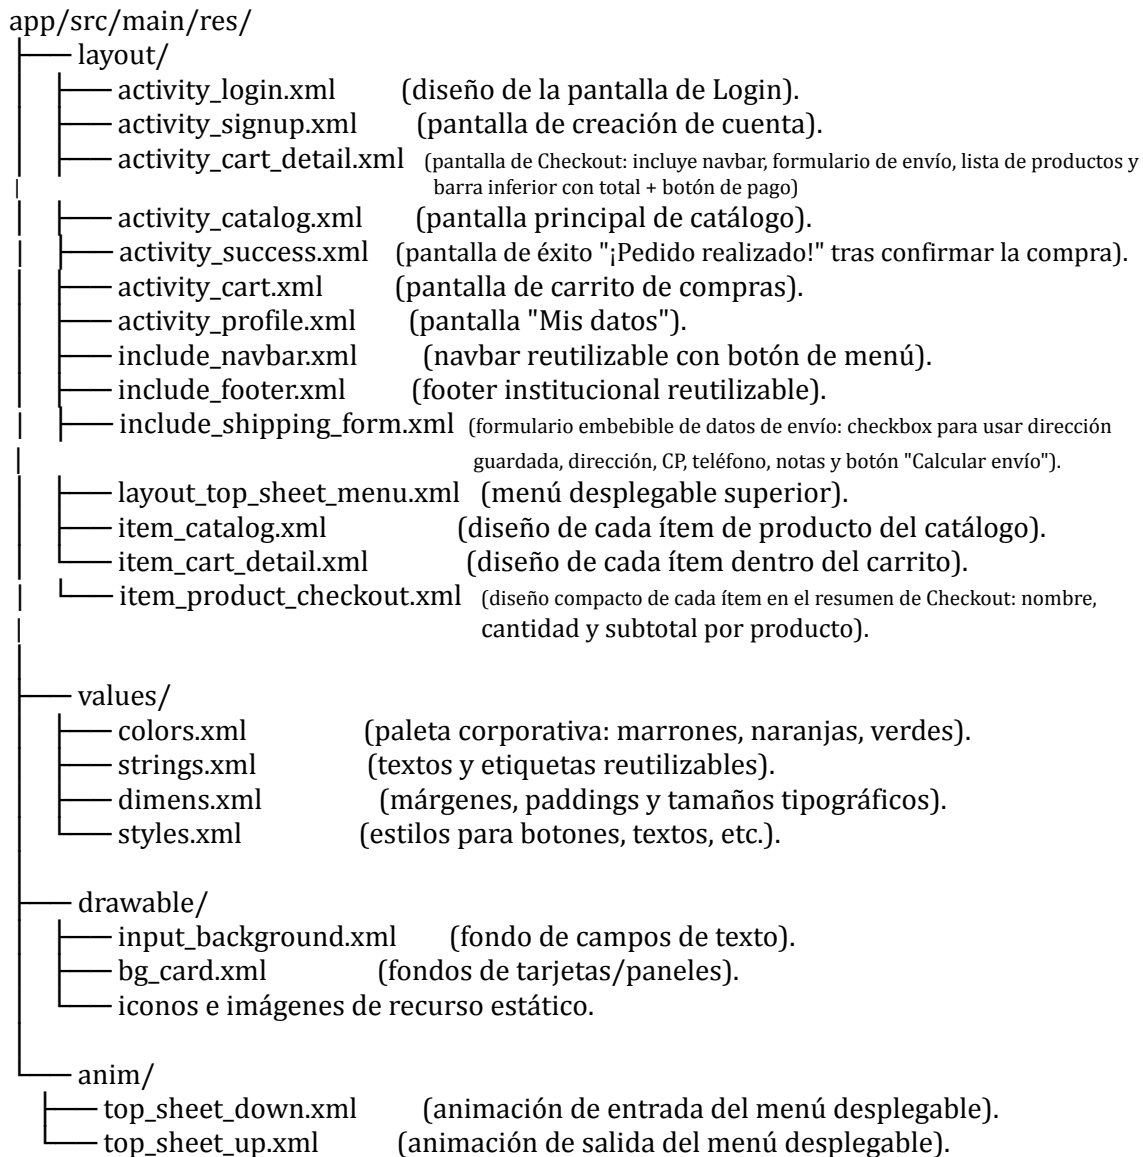 app/src/main/res/
├── layout/
│ ├── activity_login.xml (diseño de la pantalla de Login).
│ ├── activity_signup.xml (pantalla de creación de cuenta).
│ ├── activity_cart_detail.xml (pantalla de Checkout: incluye navbar, formulario de envío, lista de productos y
| barra inferior con total + botón de pago)
│ ├── activity_catalog.xml (pantalla principal de catálogo).
│ ├── activity_success.xml (pantalla de éxito "¡Pedido realizado!" tras confirmar la compra).
│ ├── activity_cart.xml (pantalla de carrito de compras).
│ ├── activity_profile.xml (pantalla "Mis datos").
│ ├── include_navbar.xml (navbar reutilizable con botón de menú).
│ ├── include_footer.xml (footer institucional reutilizable).
│ ├── include_shipping_form.xml (formulario embebible de datos de envío: checkbox para usar dirección
│ guardada, dirección, CP, teléfono, notas y botón "Calcular envío").
│ ├── layout_top_sheet_menu.xml (menú desplegable superior).
│ ├── item_catalog.xml (diseño de cada ítem de producto del catálogo).
│ └── item_cart_detail.xml (diseño de cada ítem dentro del carrito).
│ └── item_product_checkout.xml (diseño compacto de cada ítem en el resumen de Checkout: nombre,
│ cantidad y subtotal por producto).
│
├── values/
│ ├── colors.xml (paleta corporativa: marrones, naranjas, verdes).
│ ├── strings.xml (textos y etiquetas reutilizables).
│ ├── dimens.xml (márgenes, paddings y tamaños tipográficos).
│ └── styles.xml (estilos para botones, textos, etc.).
│
├── drawable/
│ ├── input_background.xml (fondo de campos de texto).
│ ├── bg_card.xml (fondos de tarjetas/paneles).
│ └── iconos e imágenes de recurso estático.
│
└── anim/
├── top_sheet_down.xml (animación de entrada del menú desplegable).
└── top_sheet_up.xml (animación de salida del menú desplegable).